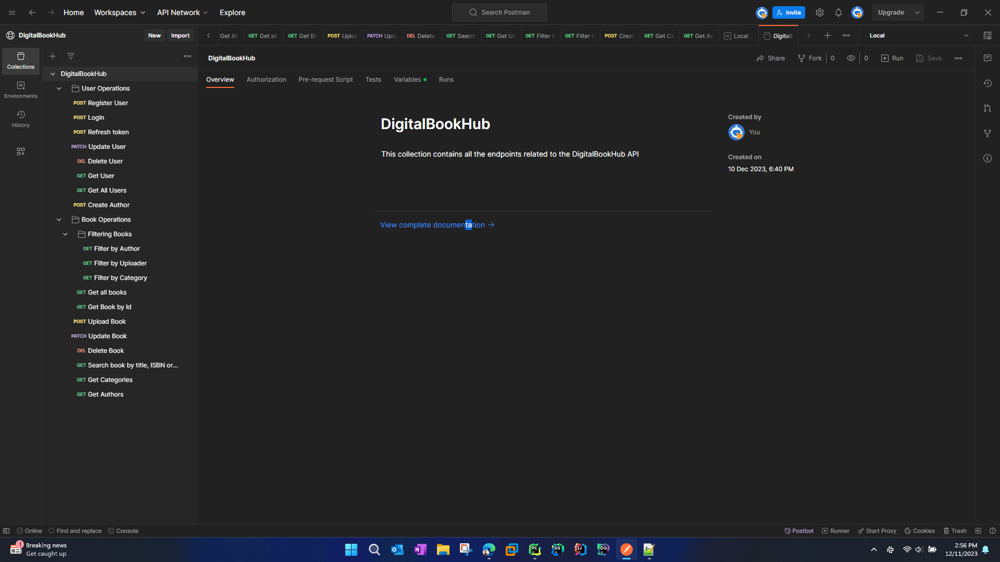 Home Workspaces API Network Explore Search Postman Invite Upgrade
DigitalBookHub New Import
Get Al GET Get all GET Get Bo POST Uploa PATCH Upd DEL Delete GET Search GET Get Us GET Filter b GET Filter b POST Creat GET Get Ca GET Get Au Local DigitalB Local
DigitalBookHub Share Fork 0 0 Run Save
Overview Authorization Pre-request Script Tests Variables Runs
Collections
Environments
History
DigitalBookHub
User Operations
POST Register User
POST Login
POST Refresh token
PATCH Update User
DEL Delete User
GET Get User
GET Get All Users
POST Create Author
Book Operations
Filtering Books
GET Filter by Author
GET Filter by Uploader
GET Filter by Category
GET Get all books
GET Get Book by Id
POST Upload Book
PATCH Update Book
DEL Delete Book
GET Search book by title, ISBN or...
GET Get Categories
GET Get Authors
DigitalBookHub
This collection contains all the endpoints related to the DigitalBookHub API
View complete documentation →
Created by
You
Created on
10 Dec 2023, 6:40 PM
Online Find and replace Console Postbot Runner Start Proxy Cookies Trash
1 Breaking news
Get caught up
PC DS IJ DG
2:56 PM
12/11/2023